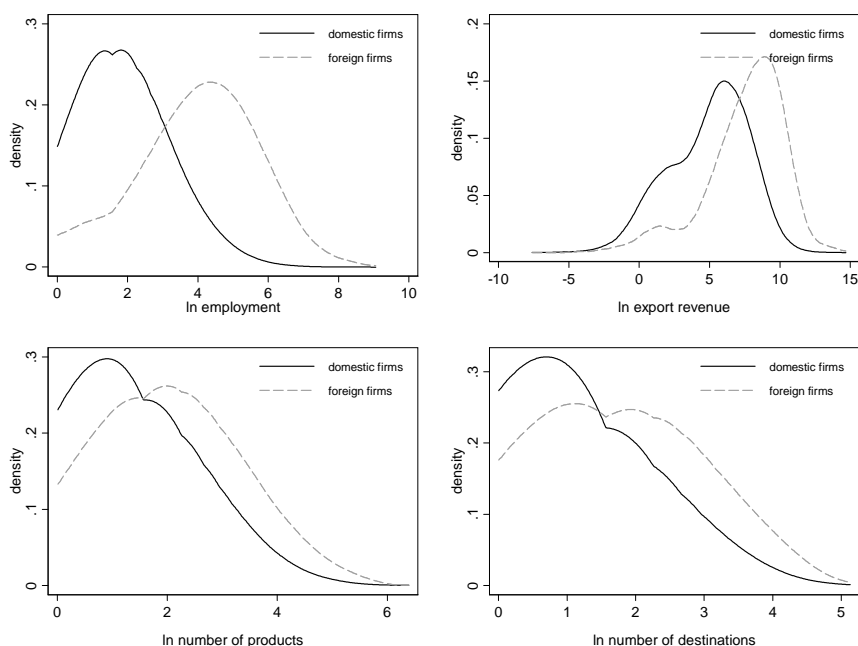 .3
.2
.1
0
density
domestic firms
foreign firms
0 2 4 6 8 10
ln employment
.2
.15
.1
.05
0
density
domestic firms
foreign firms
-10 -5 0 5 10 15
ln export revenue
.3
.2
.1
0
density
domestic firms
foreign firms
0 2 4 6
ln number of products
.3
.2
.1
0
density
domestic firms
foreign firms
0 1 2 3 4 5
ln number of destinations